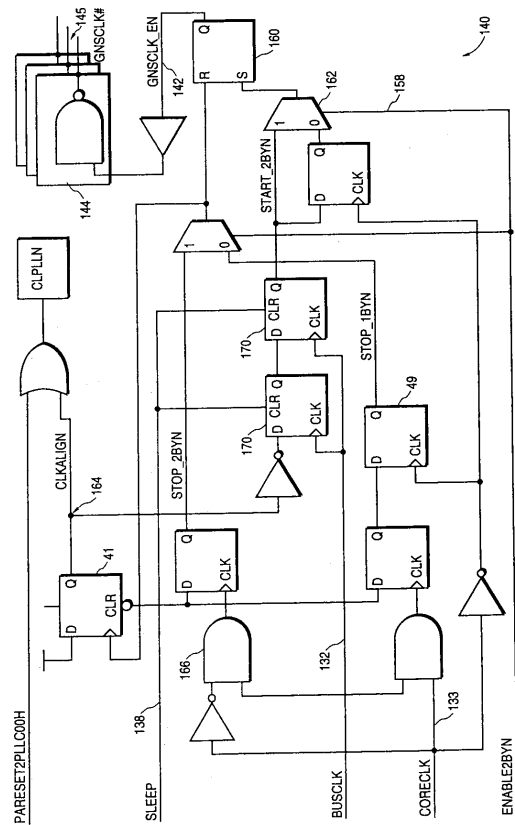 145
GNSCLK#
GNSCLK_EN
142
144
Q
160
R
S
140
162
158
1
0
START_2BYN
Q
D
CLK
CLPLLN
1
0
STOP_2BYN
STOP_1BYN
CLKALIGN
164
41
D
Q
CLR
170
D
CLR
Q
CLK
170
D
CLR
Q
CLK
49
D
Q
CLK
Q
D
CLK
Q
D
CLK
166
138
132
133
PARESET2PLLC00H
SLEEP
BUSCLK
CORECLK
ENABLE2BYN